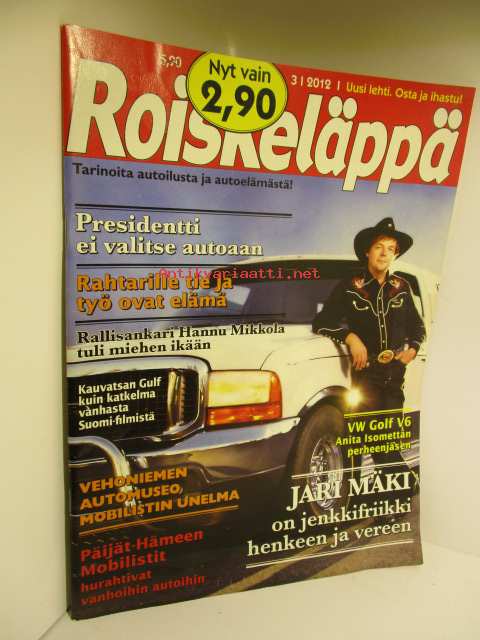 5,90
Nyt vain
2,90
3 | 2012 | Uusi lehti. Osta ja ihastu!
Roiskeläppä
Tarinoita autoilusta ja autoelämästä!
Presidentti
ei valitse autoaan
Antikvariaatti.net
Rahtarille tie ja
työ ovat elämä
Rallisankari Hannu Mikkola
tuli miehen ikään
Kauvatsan Gulf
kuin katkelma
vanhasta
Suomi-filmistä
VW Golf V6
Anita Isometsän
perheenjäsen
VEHONIEMEN
AUTOMUSEO,
MOBILISTIN UNELMA
JARI MÄKI
on jenkkifriikki
henkeen ja vereen
Päijät-Hämeen
Mobilistit
hurahtivat
vanhoihin autoihin